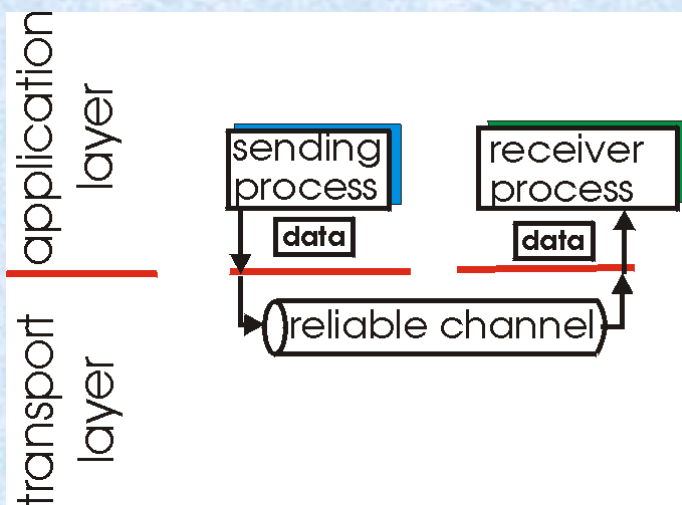 application
layer
sending
process
data
receiver
process
data
transport
layer
reliable channel